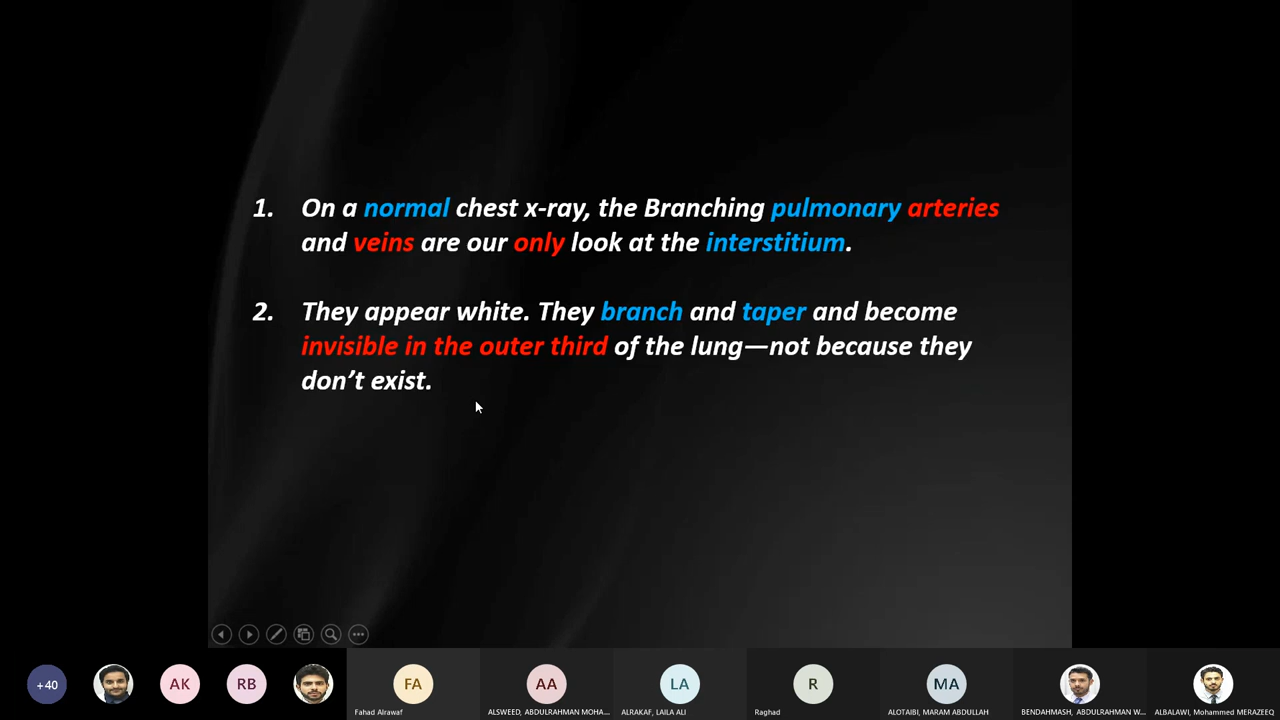 1. On a normal chest x-ray, the Branching pulmonary arteries
and veins are our only look at the interstitium.
2. They appear white. They branch and taper and become
invisible in the outer third of the lung—not because they
don't exist.
+40
AK
RB
FA
AA
LA
R
MA
Fahad Alrawaf
ALSWEED, ABDULRAHMAN MOHA...
ALRAKAF, LAILA ALI
Raghad
ALOTAIBI, MARAM ABDULLAH
BENDAHMASH, ABDULRAHMAN W...
ALBALAWI, Mohammed MERAZEEQ